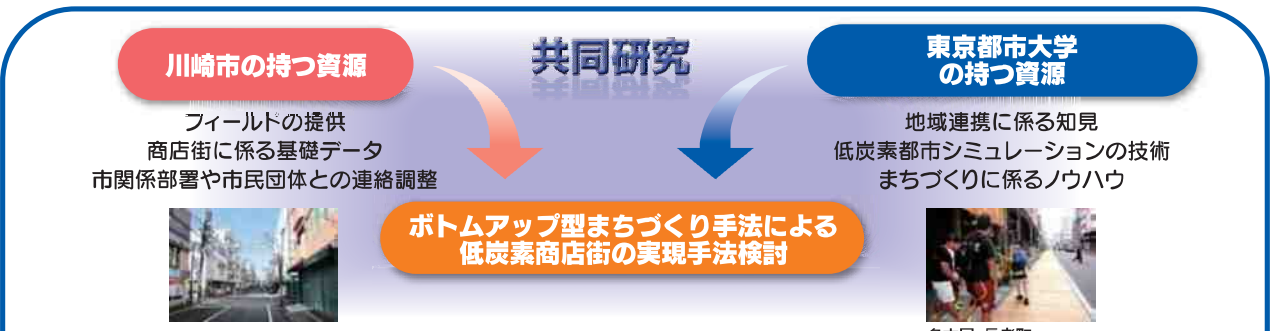 共同研究
川崎市の持つ資源
フィールドの提供
商店街に係る基礎データ
市関係部署や市民団体との連絡調整
東京都市大学
の持つ資源
地域連携に係る知見
低炭素都市シミュレーションの技術
まちづくりに係るノウハウ
ボトムアップ型まちづくり手法による
低炭素商店街の実現手法検討